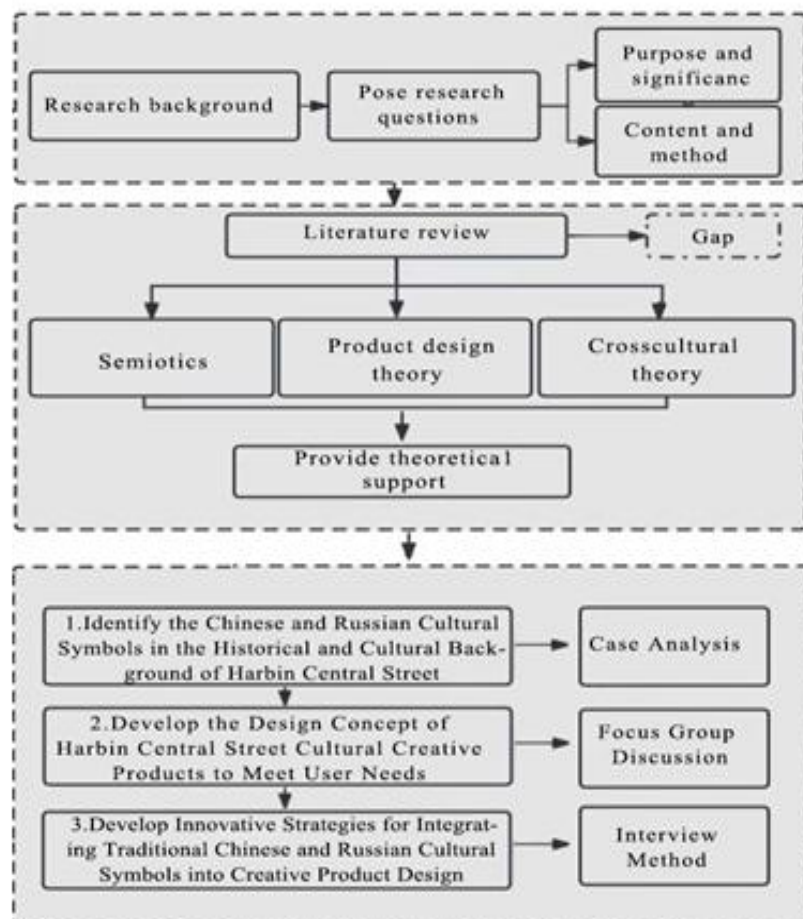 Research background
Pose research
questions
Purpose and
significanc
Content and
method
Literature review
Gap
Semiotics
Product design
theory
Crosscultural
theory
Provide theoretical
support
1.Identify the Chinese and Russian Cultural
Symbols in the Historical and Cultural Back-
ground of Harbin Central Street
Case Analysis
2.Develop the Design Concept of
Harbin Central Street Cultural Creative
Products to Meet User Needs
Focus Group
Discussion
3.Develop Innovative Strategies for Integrat-
ing Traditional Chinese and Russian Cultural
Symbols into Creative Product Design
Interview
Method